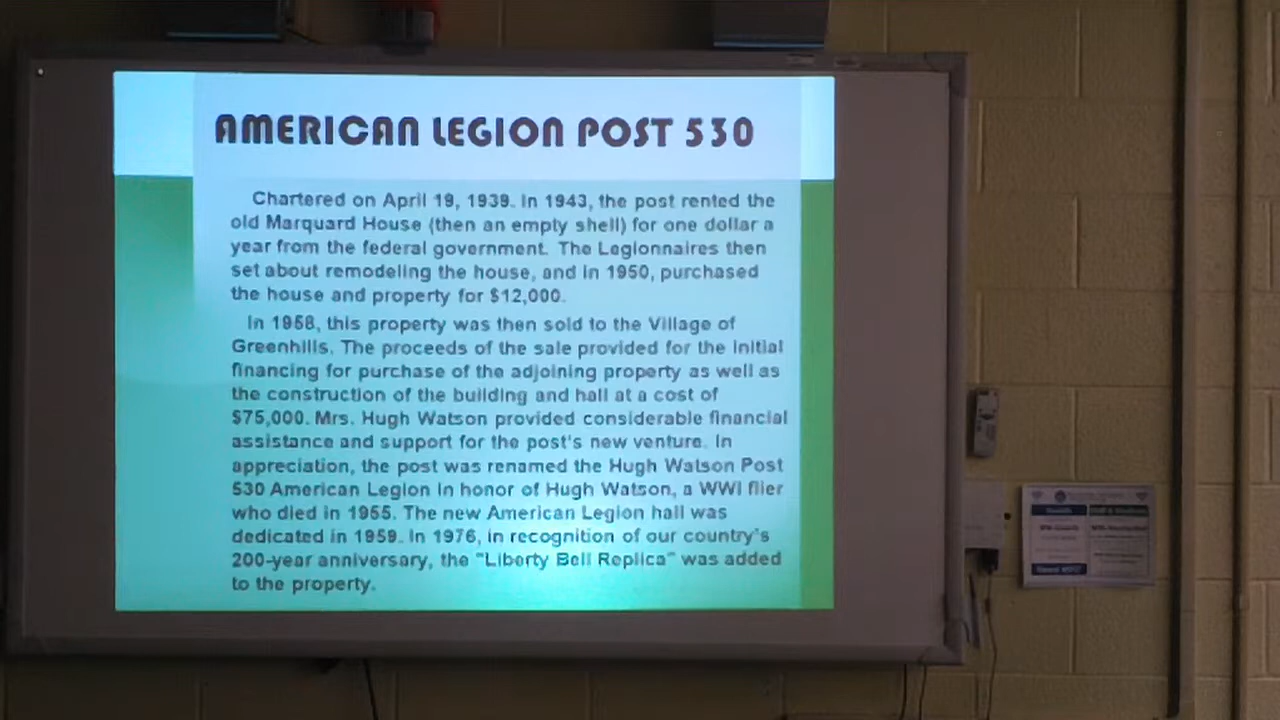 AMERICAN LEGION POST 530
Chartered on April 19, 1939. In 1943, the post rented the
old Marquard House (then an empty shell) for one dollar a
year from the federal government. The Legionnaires then
set about remodeling the house, and in 1950, purchased
the house and property for $12,000.
In 1958, this property was then sold to the Village of
Greenhills. The proceeds of the sale provided for the initial
financing for purchase of the adjoining property as well as
the construction of the building and hall at a cost of
$75,000. Mrs. Hugh Watson provided considerable financial
assistance and support for the post's new venture. In
appreciation, the post was renamed the Hugh Watson Post
530 American Legion in honor of Hugh Watson, a WWI flier
who died in 1955. The new American Legion hall was
dedicated in 1959. In 1976, in recognition of our country's
200-year anniversary, the "Liberty Bell Replica" was added
to the property.